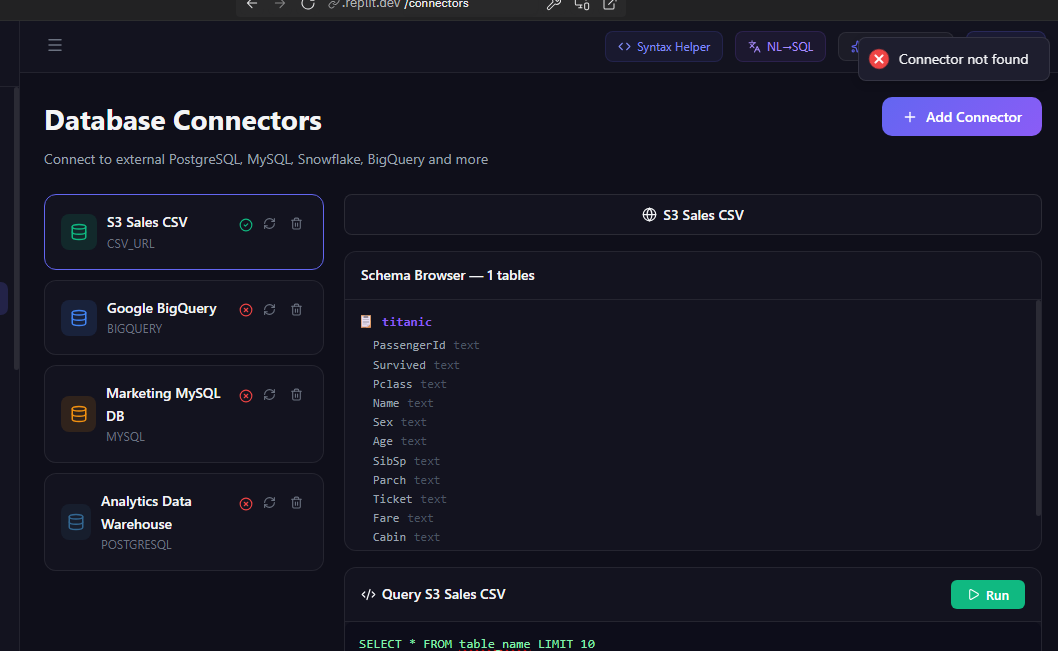 .replit.dev/connectors
Syntax Helper
NL→SQL
Connector not found
Database Connectors
Add Connector
Connect to external PostgreSQL, MySQL, Snowflake, BigQuery and more
S3 Sales CSV
CSV_URL
Google BigQuery
BIGQUERY
Marketing MySQL
DB
MYSQL
Analytics Data
Warehouse
POSTGRESQL
S3 Sales CSV
Schema Browser — 1 tables
titanic
PassengerId text
Survived text
Pclass text
Name text
Sex text
Age text
SibSp text
Parch text
Ticket text
Fare text
Cabin text
Query S3 Sales CSV
Run
SELECT * FROM table_name LIMIT 10